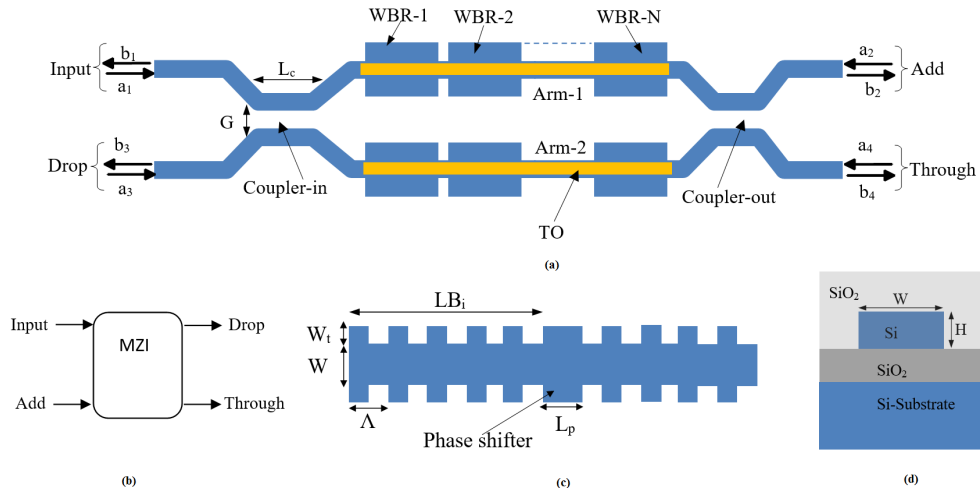 WBR-1
WBR-2
WBR-N
b₁
a₂
Input
Lc
Add
a₁
b₂
Arm-1
G
b₃
Arm-2
a₄
Drop
Through
a₃
Coupler-in
Coupler-out
b₄
TO
(a)
LBᵢ
SiO₂
W
Input
Drop
Wₜ
MZI
Si
H
W
SiO₂
Add
Through
Λ
Lₚ
Si-Substrate
Phase shifter
(b)
(c)
(d)